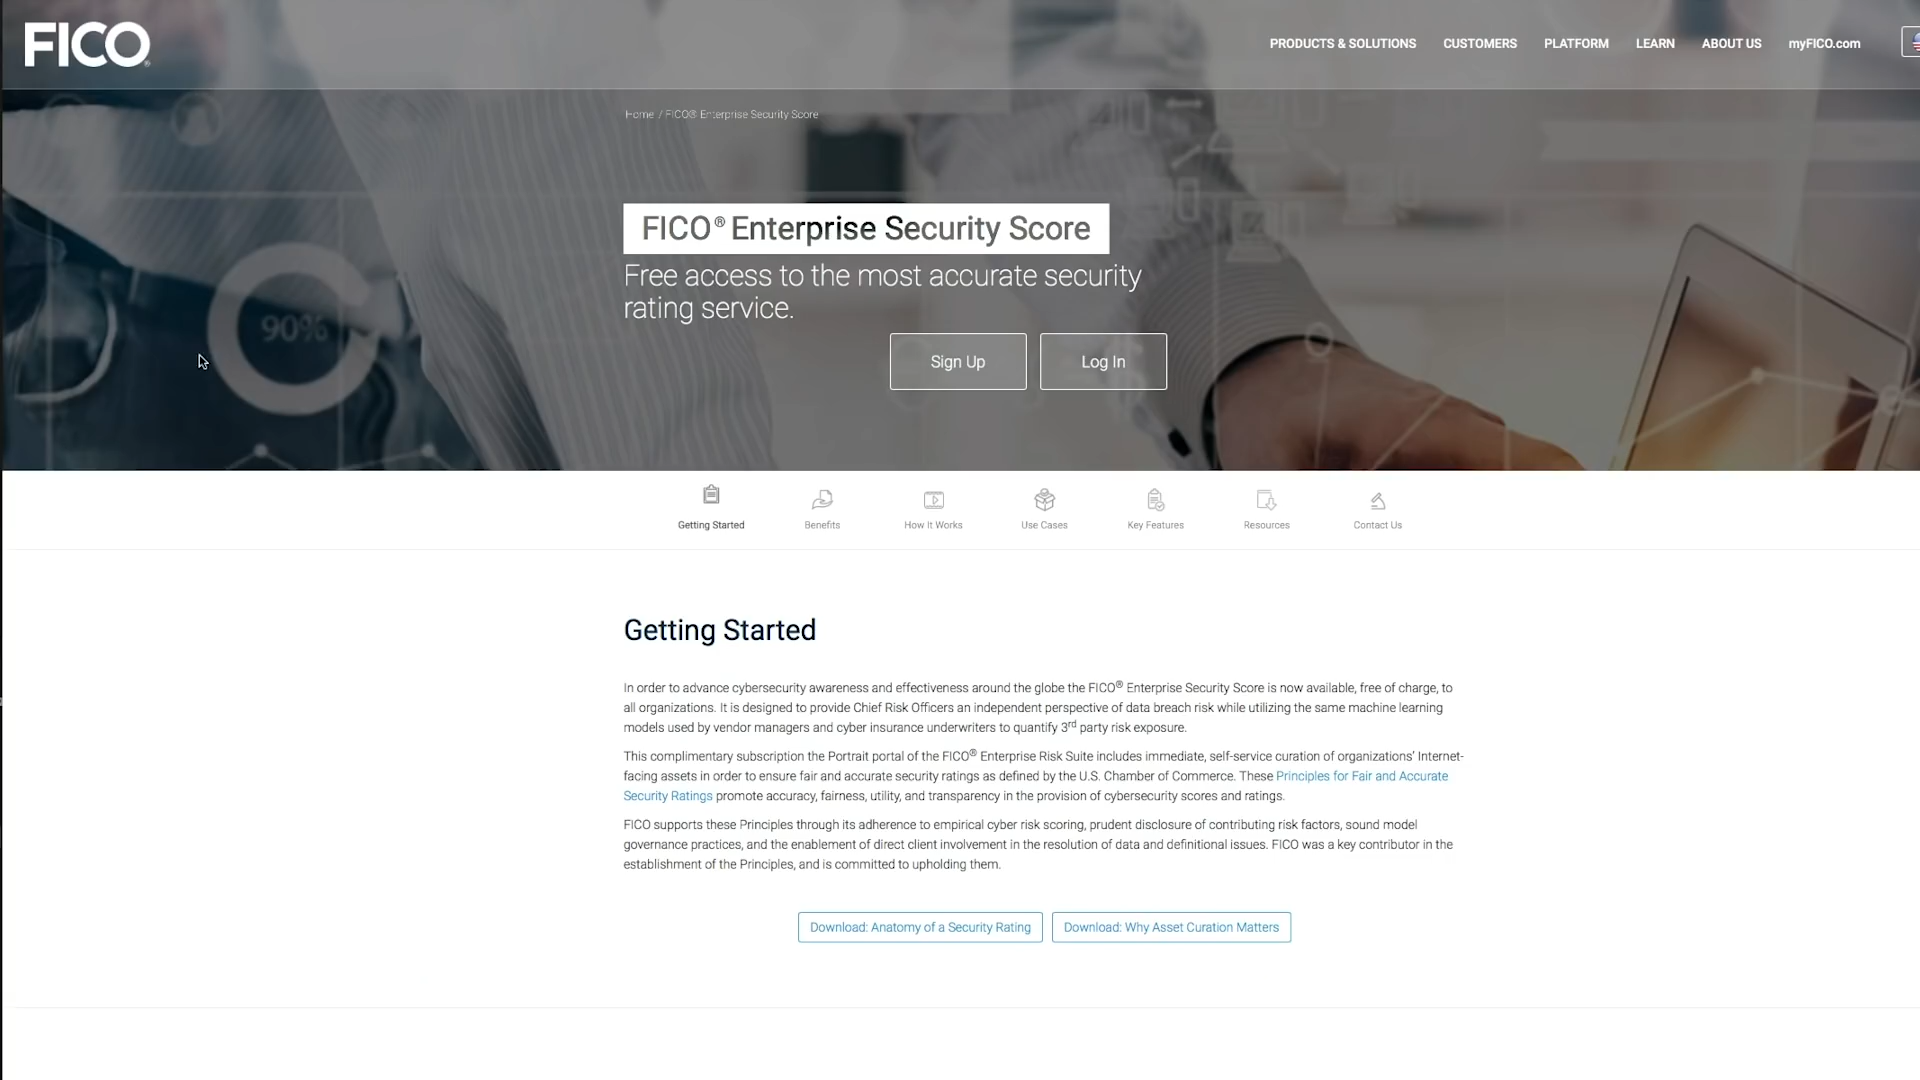 FICO®
PRODUCTS & SOLUTIONS CUSTOMERS PLATFORM LEARN ABOUT US myFICO.com
Home / FICO® Enterprise Security Score
FICO® Enterprise Security Score
Free access to the most accurate security
rating service.
90%
Sign Up Log In
Getting Started Benefits How It Works Use Cases Key Features Resources Contact Us
Getting Started
In order to advance cybersecurity awareness and effectiveness around the globe the FICO® Enterprise Security Score is now available, free of charge, to
all organizations. It is designed to provide Chief Risk Officers an independent perspective of data breach risk while utilizing the same machine learning
models used by vendor managers and cyber insurance underwriters to quantify 3rd party risk exposure.
This complimentary subscription the Portrait portal of the FICO® Enterprise Risk Suite includes immediate, self-service curation of organizations' Internet-
facing assets in order to ensure fair and accurate security ratings as defined by the U.S. Chamber of Commerce. These Principles for Fair and Accurate
Security Ratings promote accuracy, fairness, utility, and transparency in the provision of cybersecurity scores and ratings.
FICO supports these Principles through its adherence to empirical cyber risk scoring, prudent disclosure of contributing risk factors, sound model
governance practices, and the enablement of direct client involvement in the resolution of data and definitional issues. FICO was a key contributor in the
establishment of the Principles, and is committed to upholding them.
Download: Anatomy of a Security Rating Download: Why Asset Curation Matters